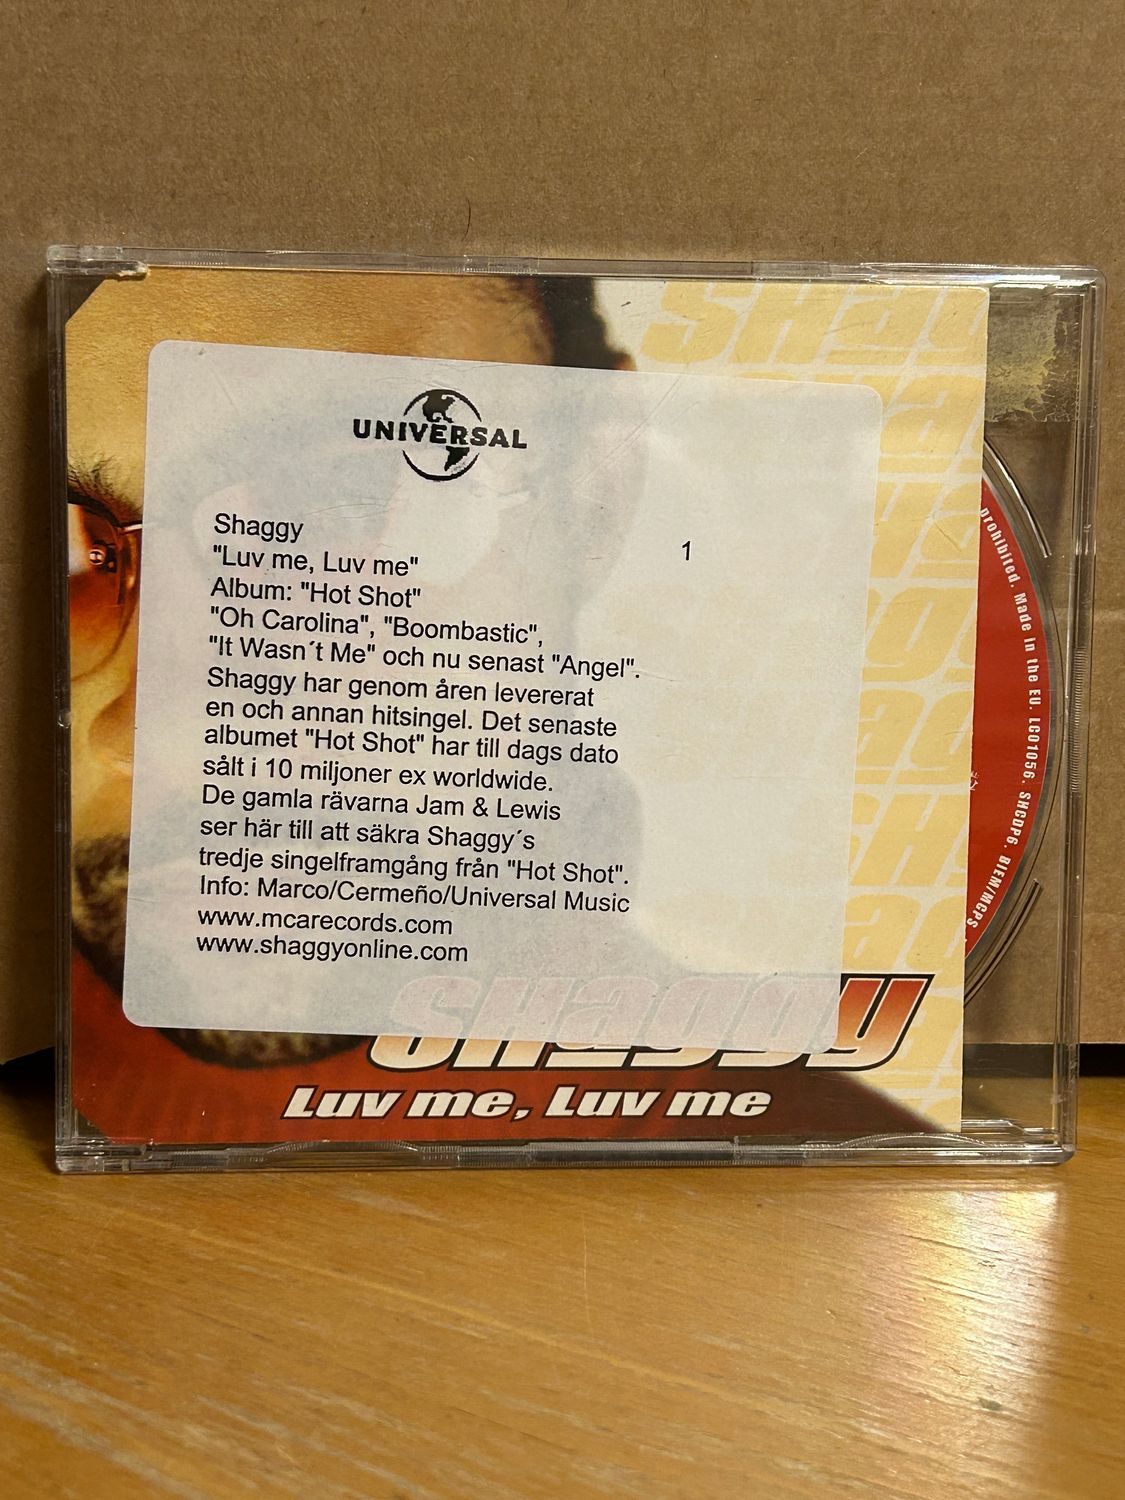 UNIVERSAL
Shaggy
"Luv me, Luv me"
1
Album: "Hot Shot"
"Oh Carolina", "Boombastic",
"It Wasn´t Me" och nu senast "Angel".
Shaggy har genom åren levererat
en och annan hitsingel. Det senaste
albumet "Hot Shot" har till dags dato
sålt i 10 miljoner ex worldwide.
De gamla rävarna Jam & Lewis
ser här till att säkra Shaggy´s
tredje singelframgång från "Hot Shot".
Info: Marco/Cermeño/Universal Music
www.mcarecords.com
www.shaggyonline.com
SHaggy
Luv me, Luv me
prohibited. Made in the EU. LC01056. SHCDP6. BIEM/MCPS